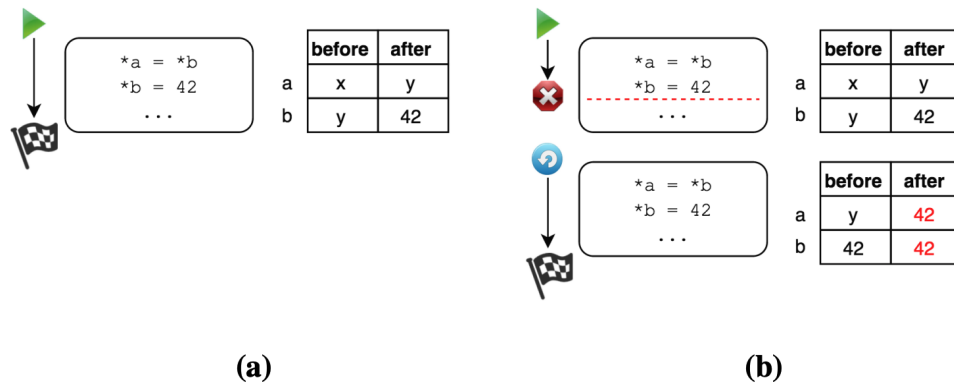 *a = *b
*b = 42
...
before after
a x y
b y 42
(a)
*a = *b
*b = 42
...
before after
a x y
b y 42
*a = *b
*b = 42
...
before after
a y 42
b 42 42
(b)